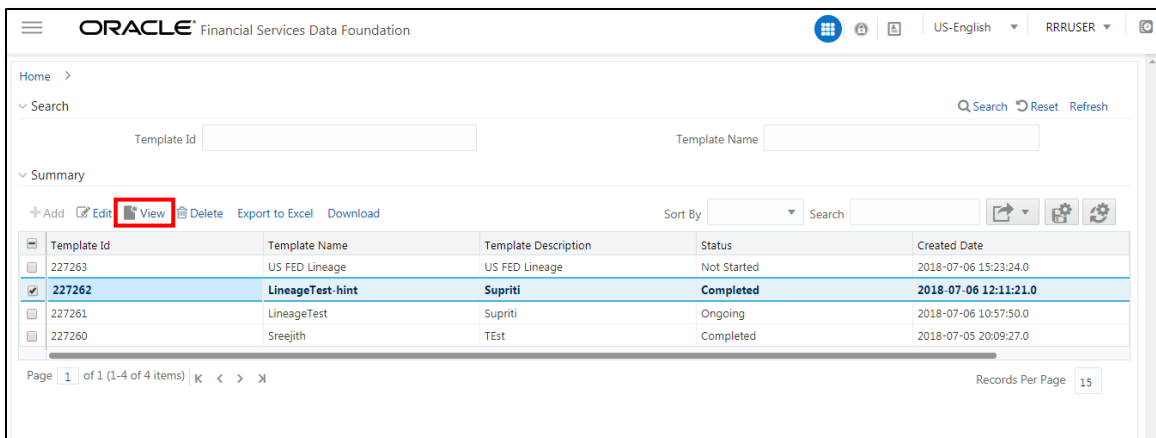 ORACLE® Financial Services Data Foundation US-English RRRUSER
Home >
Search Search Reset Refresh
Template Id Template Name
Summary
Add Edit View Delete Export to Excel Download Sort By Search
Template Id Template Name Template Description Status Created Date
227263 US FED Lineage US FED Lineage Not Started 2018-07-06 15:23:24.0
227262 LineageTest-hint Supriti Completed 2018-07-06 12:11:21.0
227261 LineageTest Supriti Ongoing 2018-07-06 10:57:50.0
227260 Sreejith TEst Completed 2018-07-05 20:09:27.0
Page 1 of 1 (1-4 of 4 items) Records Per Page 15